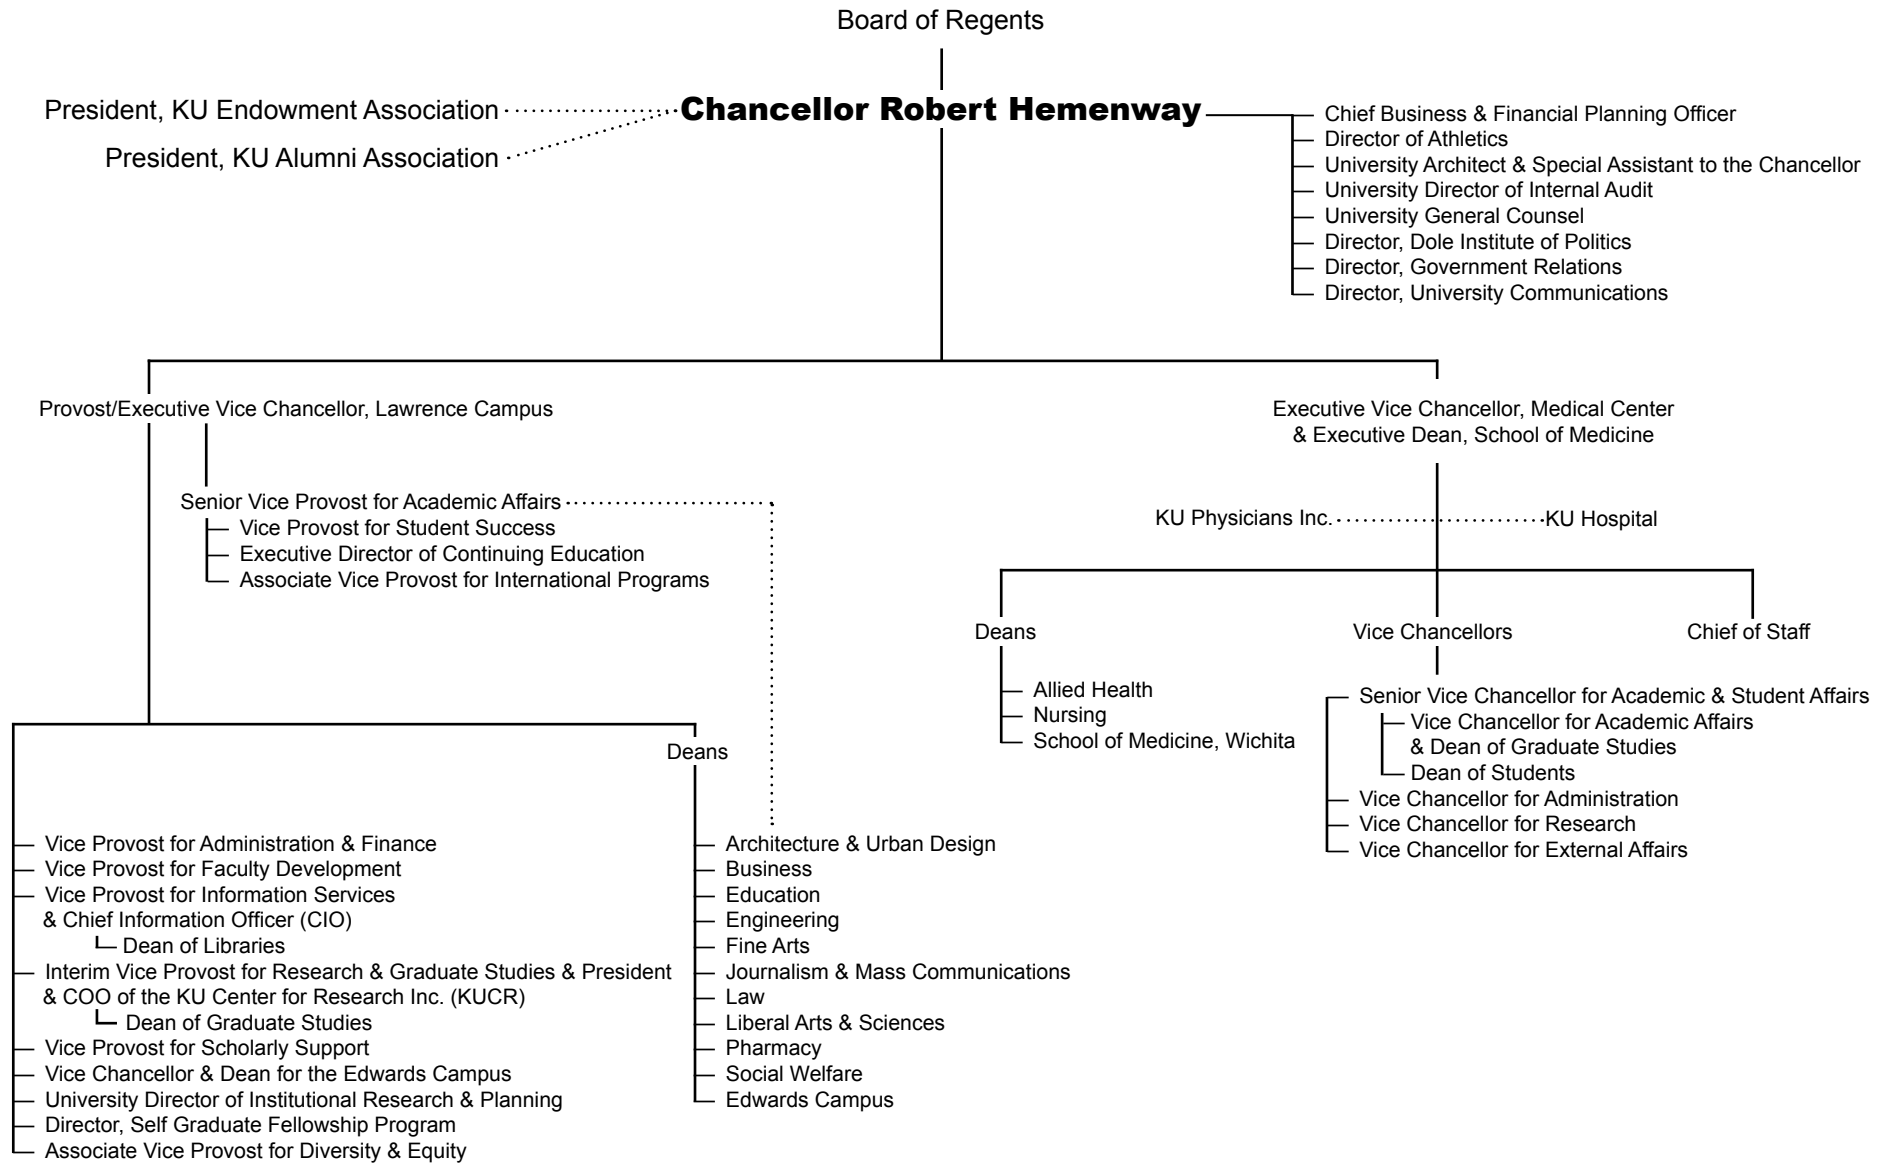 Board of Regents
President, KU Endowment Association
Chancellor Robert Hemenway
President, KU Alumni Association
Chief Business & Financial Planning Officer
Director of Athletics
University Architect & Special Assistant to the Chancellor
University Director of Internal Audit
University General Counsel
Director, Dole Institute of Politics
Director, Government Relations
Director, University Communications
Provost/Executive Vice Chancellor, Lawrence Campus
Senior Vice Provost for Academic Affairs
Vice Provost for Student Success
Executive Director of Continuing Education
Associate Vice Provost for International Programs
Vice Provost for Administration & Finance
Vice Provost for Faculty Development
Vice Provost for Information Services
& Chief Information Officer (CIO)
Dean of Libraries
Interim Vice Provost for Research & Graduate Studies & President
& COO of the KU Center for Research Inc. (KUCR)
Dean of Graduate Studies
Vice Provost for Scholarly Support
Vice Chancellor & Dean for the Edwards Campus
University Director of Institutional Research & Planning
Director, Self Graduate Fellowship Program
Associate Vice Provost for Diversity & Equity
Deans
Architecture & Urban Design
Business
Education
Engineering
Fine Arts
Journalism & Mass Communications
Law
Liberal Arts & Sciences
Pharmacy
Social Welfare
Edwards Campus
Executive Vice Chancellor, Medical Center
& Executive Dean, School of Medicine
KU Physicians Inc.
KU Hospital
Deans
Allied Health
Nursing
School of Medicine, Wichita
Vice Chancellors
Senior Vice Chancellor for Academic & Student Affairs
Vice Chancellor for Academic Affairs
& Dean of Graduate Studies
Dean of Students
Vice Chancellor for Administration
Vice Chancellor for Research
Vice Chancellor for External Affairs
Chief of Staff